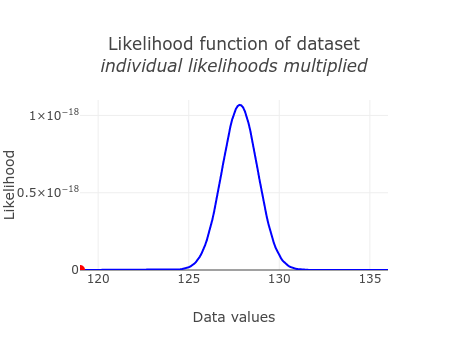 Likelihood function of dataset
individual likelihoods multiplied
1×10⁻¹⁸
0.5×10⁻¹⁸
0
Likelihood
120 125 130 135
Data values